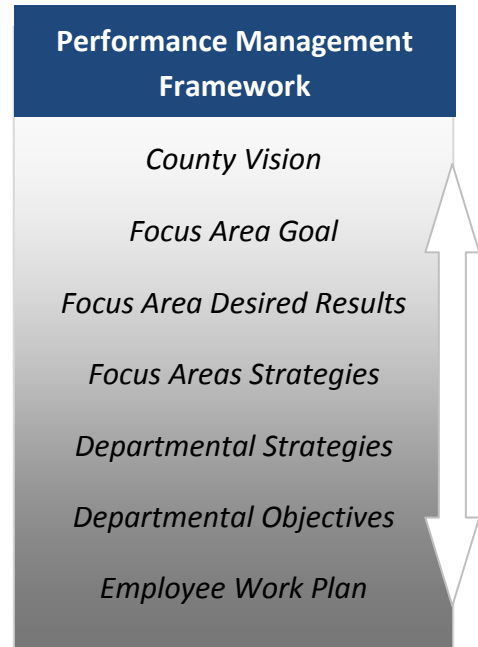 Performance Management
Framework
County Vision
Focus Area Goal
Focus Area Desired Results
Focus Areas Strategies
Departmental Strategies
Departmental Objectives
Employee Work Plan